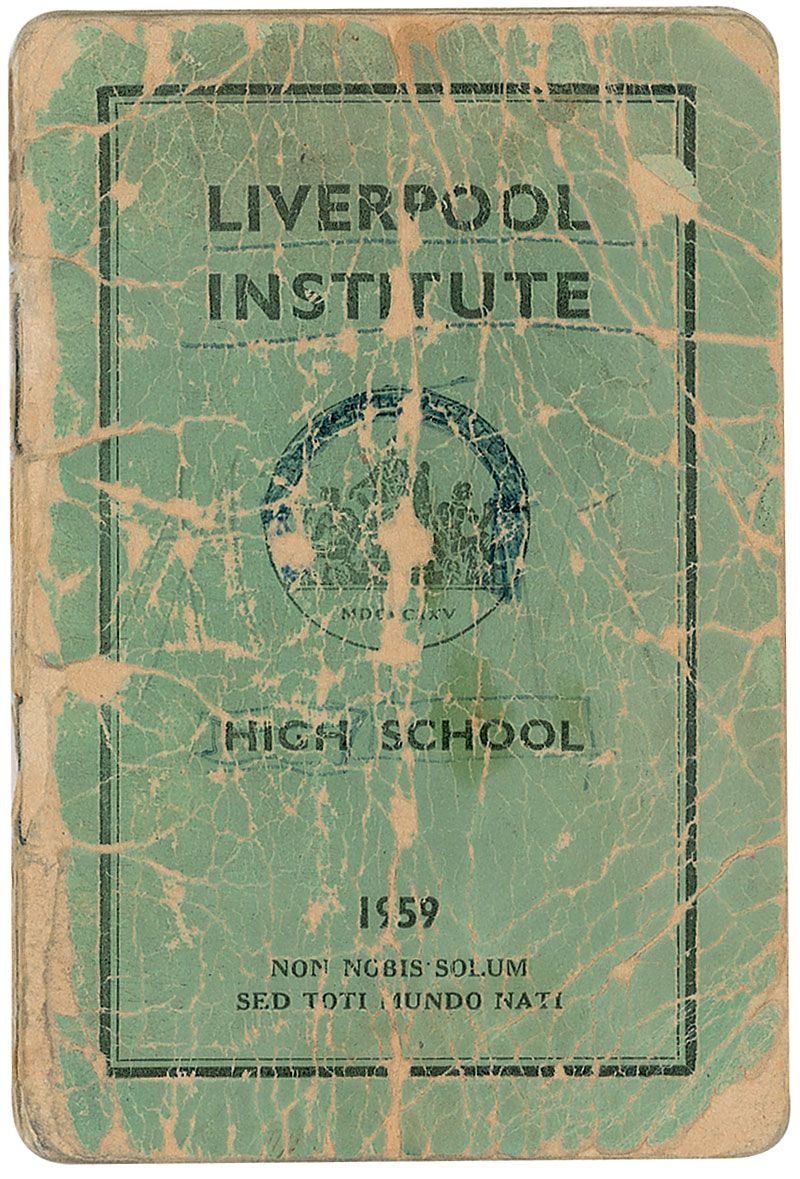 LIVERPOOL
INSTITUTE
HIGH SCHOOL
1959
NON NOBIS SOLUM
SED TOTI MUNDO NATI